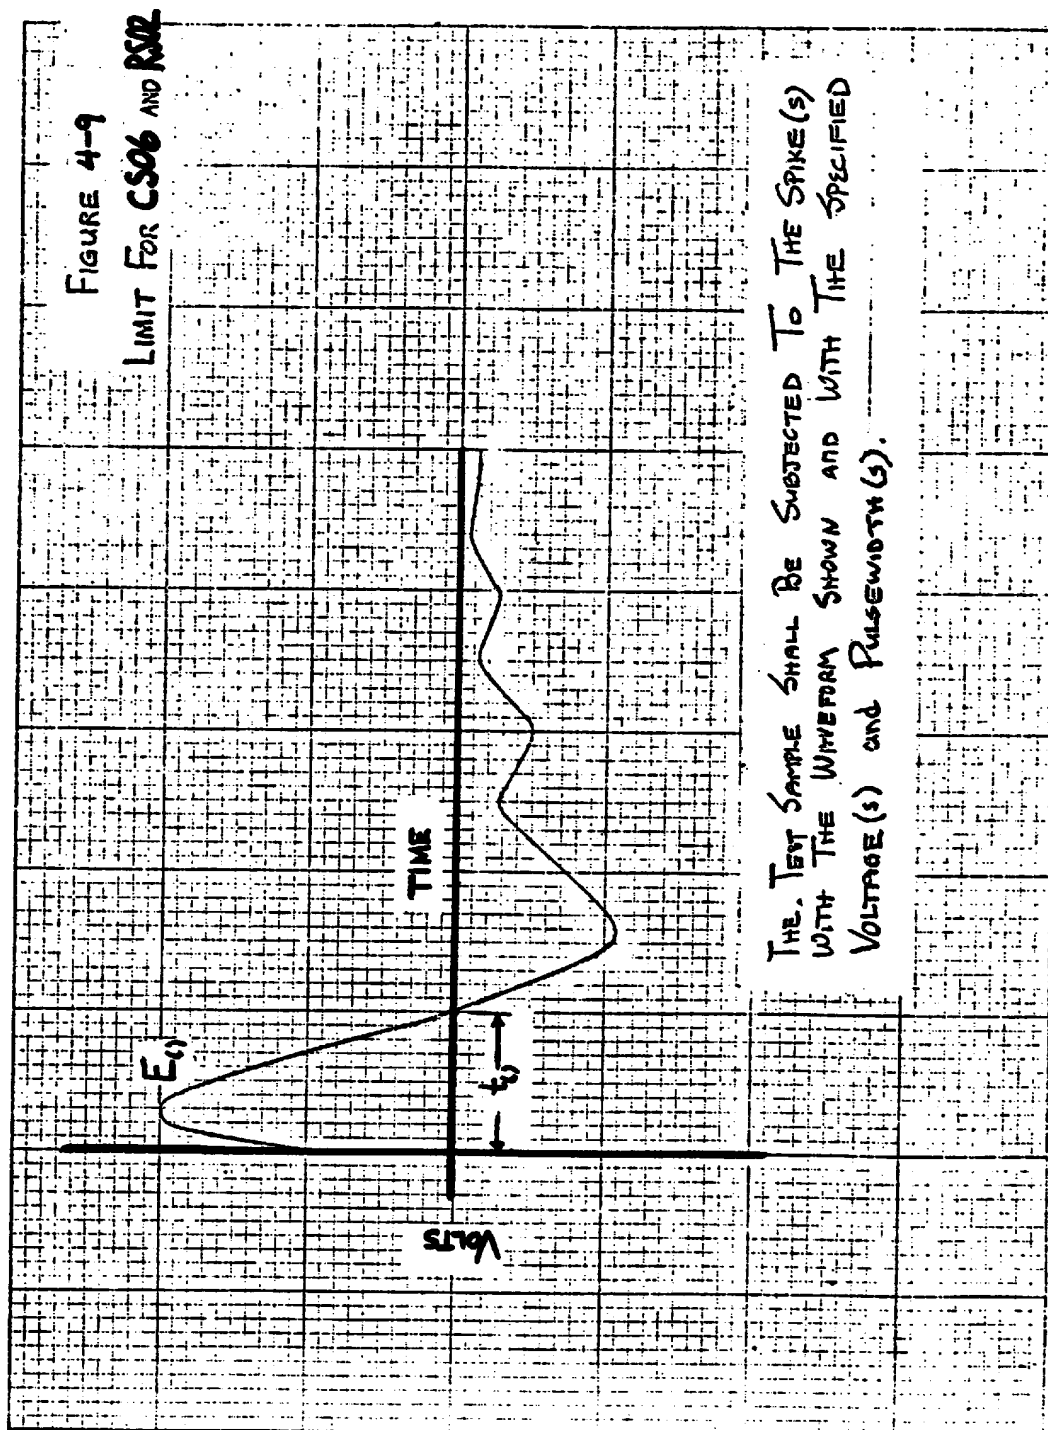 FIGURE 4-9
LIMIT FOR CS06 AND RS02
E()
TIME
t()
VOLTS
THE. TEST SAMPLE SHALL BE SUBJECTED TO THE SPIKE(S)
WITH THE WAVEFORM SHOWN AND WITH THE SPECIFIED
VOLTAGE(S) and PULSEWIDTH(S).